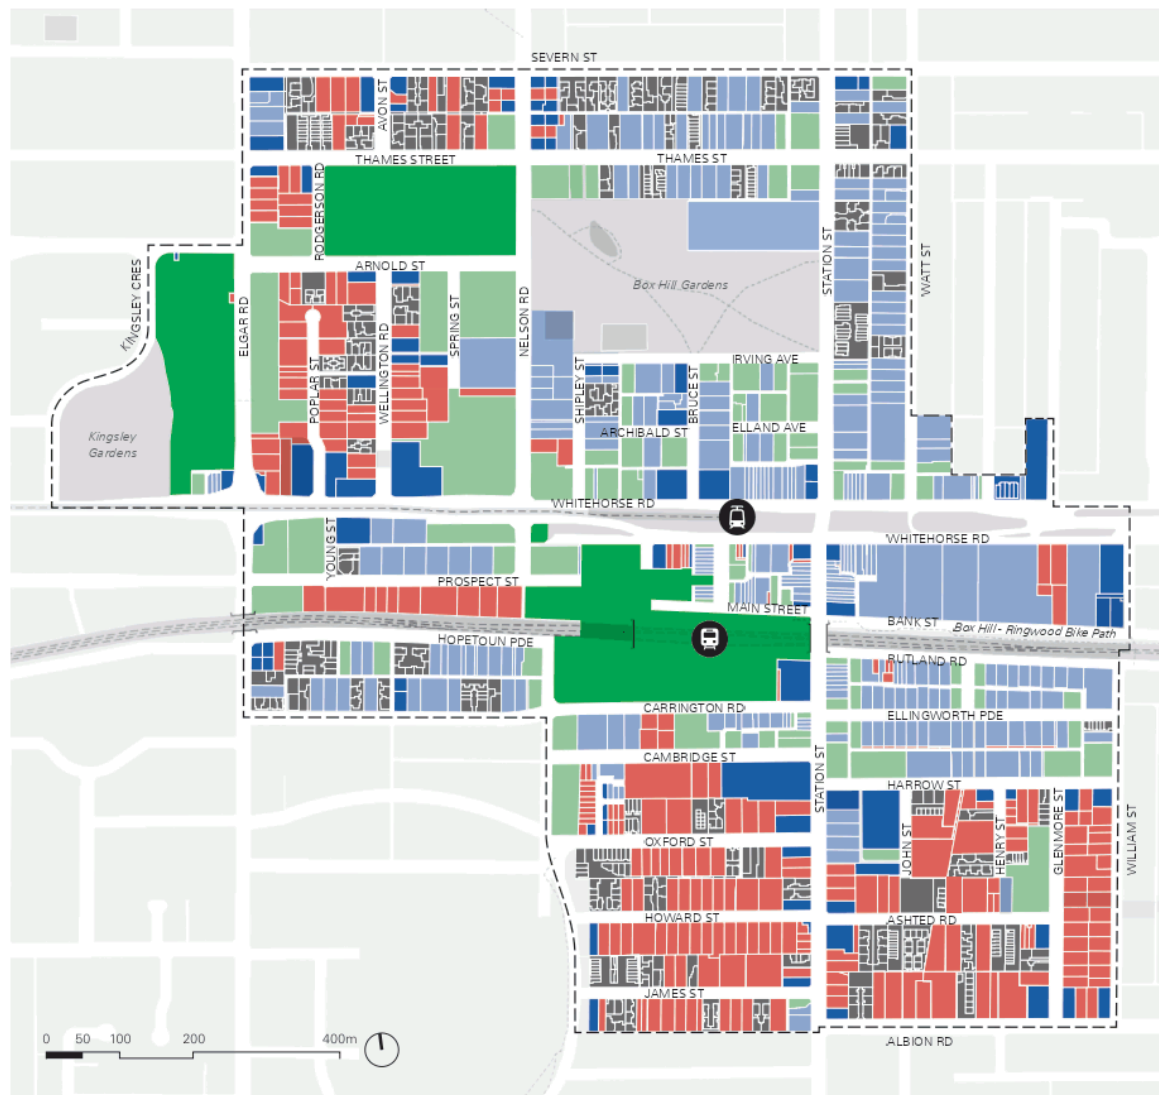 SEVERN ST
AVON ST
THAMES STREET
THAMES ST
RODGERSON RD
STATION ST
WATT ST
KINGSLEY CRES
ARNOLD ST
Box Hill Gardens
ELGAR RD
SPRING ST
NELSON RD
POPLAR ST
WELLINGTON RD
SHIPLEY ST
BRUCE ST
IRVING AVE
ELLAND AVE
ARCHIBALD ST
Kingsley
Gardens
WHITEHORSE RD
WHITEHORSE RD
YOUNG ST
PROSPECT ST
MAIN STREET
BANK ST
Box Hill - Ringwood Bike Path
HOPETOUN PDE
RUTLAND RD
CARRINGTON RD
ELLINGWORTH PDE
CAMBRIDGE ST
STATION ST
HARROW ST
OXFORD ST
JOHN ST
HENRY ST
GLENMORE ST
WILLIAM ST
HOWARD ST
ASHTED RD
JAMES ST
ALBION RD
0 50 100 200 400m